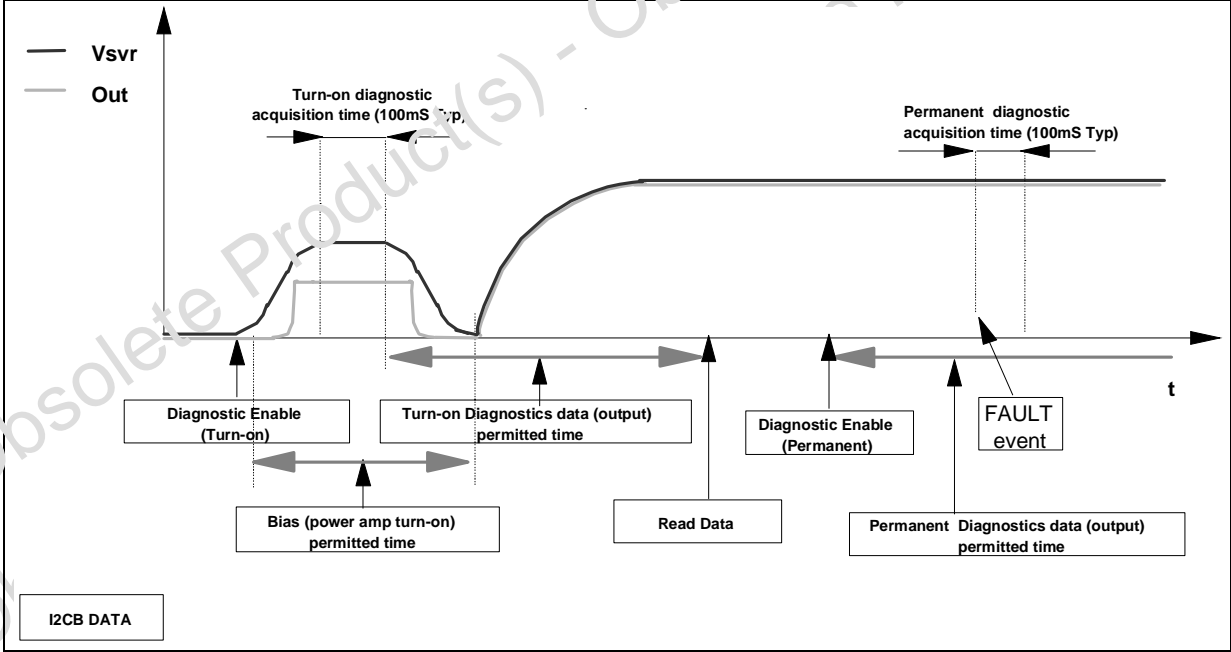 Vsvr
Out
Turn-on diagnostic
acquisition time (100mS Typ)
Permanent diagnostic
acquisition time (100mS Typ)
t
Diagnostic Enable
(Turn-on)
Turn-on Diagnostics data (output)
permitted time
Diagnostic Enable
(Permanent)
FAULT
event
Bias (power amp turn-on)
permitted time
Read Data
Permanent Diagnostics data (output)
permitted time
I2CB DATA
Obsolete Product(s) - Ob